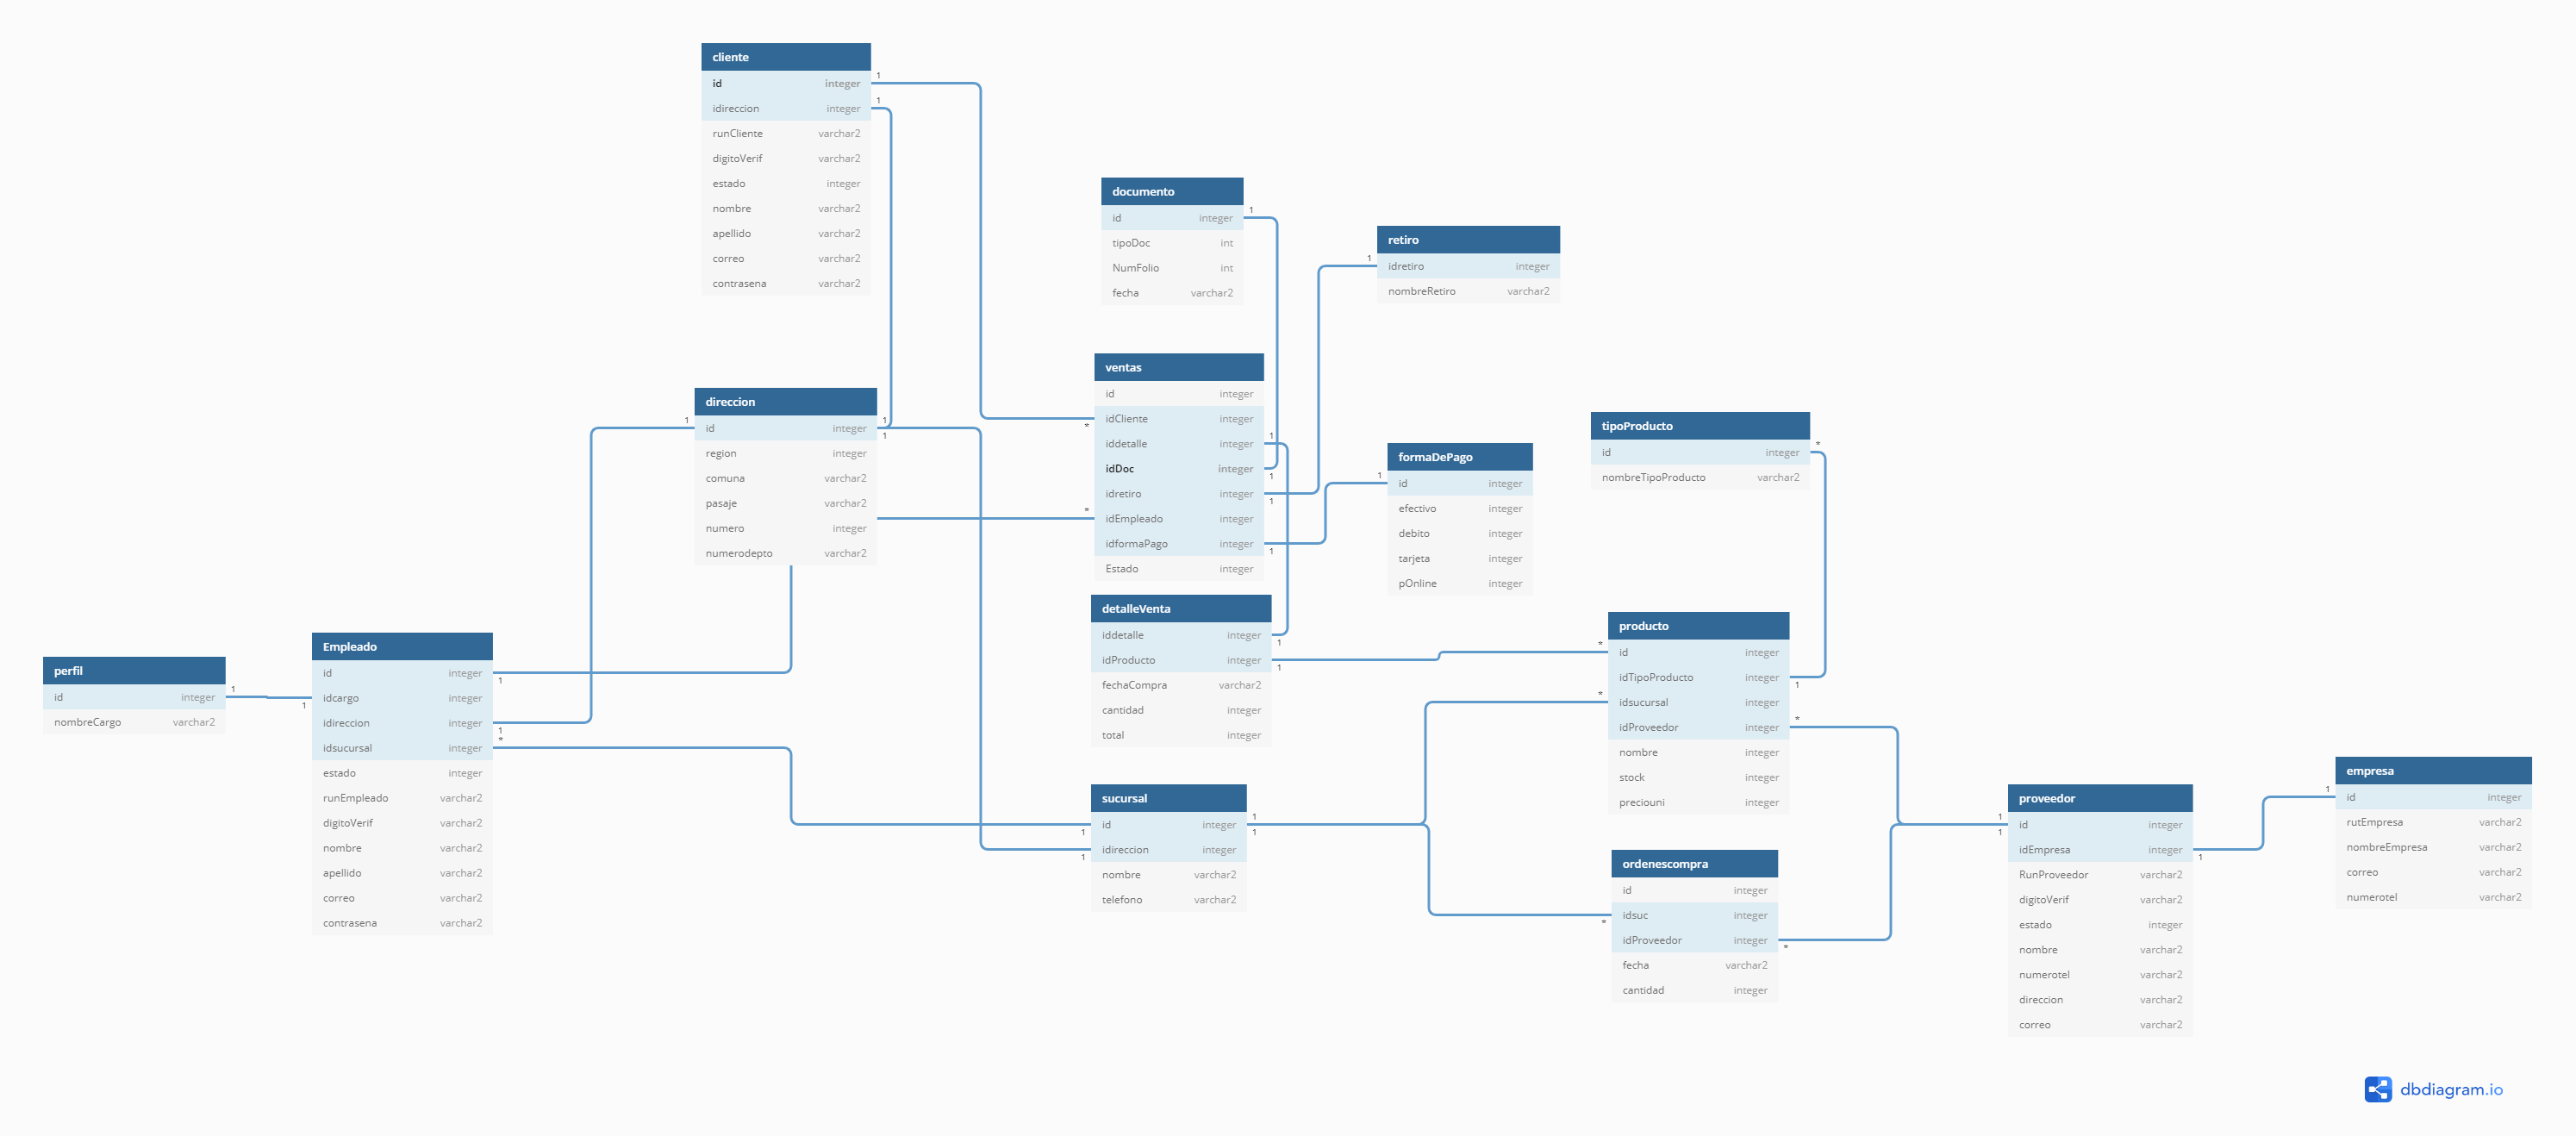 cliente
id integer
idireccion integer
runCliente varchar2
digitoVerif varchar2
estado integer
nombre varchar2
apellido varchar2
correo varchar2
contrasena varchar2
documento
id integer
tipoDoc int
NumFolio int
fecha varchar2
retiro
idretiro integer
nombreRetiro varchar2
direccion
id integer
region integer
comuna varchar2
pasaje varchar2
numero integer
numerodepto varchar2
ventas
id integer
idCliente integer
iddetalle integer
idDoc integer
idretiro integer
idEmpleado integer
idformaPago integer
Estado integer
formaDePago
id integer
efectivo integer
debito integer
tarjeta integer
pOnline integer
tipoProducto
id integer
nombreTipoProducto varchar2
perfil
id integer
nombreCargo varchar2
Empleado
id integer
idcargo integer
idireccion integer
idsucursal integer
estado integer
runEmpleado varchar2
digitoVerif varchar2
nombre varchar2
apellido varchar2
correo varchar2
contrasena varchar2
detalleVenta
iddetalle integer
idProducto integer
fechaCompra varchar2
cantidad integer
total integer
producto
id integer
idTipoProducto integer
idsucursal integer
idProveedor integer
nombre integer
stock integer
preciouni integer
sucursal
id integer
idireccion integer
nombre varchar2
telefono varchar2
ordenescompra
id integer
idsuc integer
idProveedor integer
fecha varchar2
cantidad integer
proveedor
id integer
idEmpresa integer
RunProveedor varchar2
digitoVerif varchar2
estado integer
nombre varchar2
numerotel varchar2
direccion varchar2
correo varchar2
empresa
id integer
rutEmpresa varchar2
nombreEmpresa varchar2
correo varchar2
numerotel varchar2
dbdiagram.io